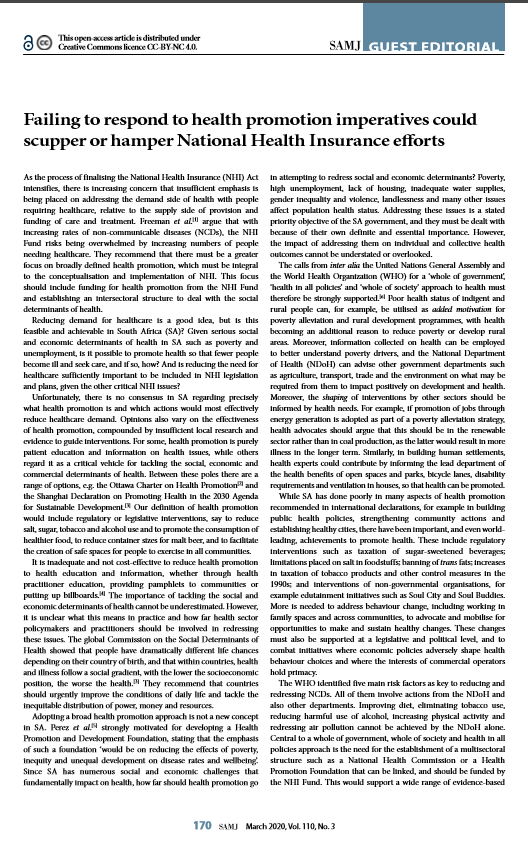 This open-access article is distributed under
Creative Commons licence CC-BY-NC 4.0.
SAMJ GUEST EDITORIAL
Failing to respond to health promotion imperatives could
scupper or hamper National Health Insurance efforts
As the process of finalising the National Health Insurance (NHI) Act
intensifies, there is increasing concern that insufficient emphasis is
being placed on addressing the demand side of health with people
requiring healthcare, relative to the supply side of provision and
funding of care and treatment. Freeman et al.[1] argue that with
increasing rates of non-communicable diseases (NCDs), the NHI
Fund risks being overwhelmed by increasing numbers of people
needing healthcare. They recommend that there must be a greater
focus on broadly defined health promotion, which must be integral
to the conceptualisation and implementation of NHI. This focus
should include funding for health promotion from the NHI Fund
and establishing an intersectoral structure to deal with the social
determinants of health.
Reducing demand for healthcare is a good idea, but is this
feasible and achievable in South Africa (SA)? Given serious social
and economic determinants of health in SA such as poverty and
unemployment, is it possible to promote health so that fewer people
become ill and seek care, and if so, how? And is reducing the need for
healthcare sufficiently important to be included in NHI legislation
and plans, given the other critical NHI issues?
Unfortunately, there is no consensus in SA regarding precisely
what health promotion is and which actions would most effectively
reduce healthcare demand. Opinions also vary on the effectiveness
of health promotion, compounded by insufficient local research and
evidence to guide interventions. For some, health promotion is purely
patient education and information on health issues, while others
regard it as a critical vehicle for tackling the social, economic and
commercial determinants of health. Between these poles there are a
range of options, e.g. the Ottawa Charter on Health Promotion[2] and
the Shanghai Declaration on Promoting Health in the 2030 Agenda
for Sustainable Development.[3] Our definition of health promotion
would include regulatory or legislative interventions, say to reduce
salt, sugar, tobacco and alcohol use and to promote the consumption of
healthier food, to reduce container sizes for malt beer, and to facilitate
the creation of safe spaces for people to exercise in all communities.
It is inadequate and not cost-effective to reduce health promotion
to health education and information, whether through health
practitioner education, providing pamphlets to communities or
putting up billboards.[4] The importance of tackling the social and
economic determinants of health cannot be underestimated. However,
it is unclear what this means in practice and how far health sector
policymakers and practitioners should be involved in redressing
these issues. The global Commission on the Social Determinants of
Health showed that people have dramatically different life chances
depending on their country of birth, and that within countries, health
and illness follow a social gradient, with the lower the socioeconomic
position, the worse the health.[5] They recommend that countries
should urgently improve the conditions of daily life and tackle the
inequitable distribution of power, money and resources.
Adopting a broad health promotion approach is not a new concept
in SA. Perez et al.[5] strongly motivated for developing a Health
Promotion and Development Foundation, stating that the emphasis
of such a foundation ‘would be on reducing the effects of poverty,
inequity and unequal development on disease rates and wellbeing’.
Since SA has numerous social and economic challenges that
fundamentally impact on health, how far should health promotion go
in attempting to redress social and economic determinants? Poverty,
high unemployment, lack of housing, inadequate water supplies,
gender inequality and violence, landlessness and many other issues
affect population health status. Addressing these issues is a stated
priority objective of the SA government, and they must be dealt with
because of their own definite and essential importance. However,
the impact of addressing them on individual and collective health
outcomes cannot be understated or overlooked.
The calls from inter alia the United Nations General Assembly and
the World Health Organization (WHO) for a ‘whole of government’,
‘health in all policies’ and ‘whole of society’ approach to health must
therefore be strongly supported.[6] Poor health status of indigent and
rural people can, for example, be utilised as added motivation for
poverty alleviation and rural development programmes, with health
becoming an additional reason to reduce poverty or develop rural
areas. Moreover, information collected on health can be employed
to better understand poverty drivers, and the National Department
of Health (NDoH) can advise other government departments such
as agriculture, transport, trade and the environment on what may be
required from them to impact positively on development and health.
Moreover, the shaping of interventions by other sectors should be
informed by health needs. For example, if promotion of jobs through
energy generation is adopted as part of a poverty alleviation strategy,
health advocates should argue that this should be in the renewable
sector rather than in coal production, as the latter would result in more
illness in the longer term. Similarly, in building human settlements,
health experts could contribute by informing the lead department of
the health benefits of open spaces and parks, bicycle lanes, disability
requirements and ventilation in houses, so that health can be promoted.
While SA has done poorly in many aspects of health promotion
recommended in international declarations, for example in building
public health policies, strengthening community actions and
establishing healthy cities, there have been important, and even world-
leading, achievements to promote health. These include regulatory
interventions such as taxation of sugar-sweetened beverages;
limitations placed on salt in foodstuffs; banning of trans fats; increases
in taxation of tobacco products and other control measures in the
1990s; and interventions of non-governmental organisations, for
example edutainment initiatives such as Soul City and Soul Buddies.
More is needed to address behaviour change, including working in
family spaces and across communities, to advocate and mobilise for
opportunities to make and sustain healthy changes. These changes
must also be supported at a legislative and political level, and to
combat initiatives where economic policies adversely shape health
behaviour choices and where the interests of commercial operators
hold primacy.
The WHO identified five main risk factors as key to reducing and
redressing NCDs. All of them involve actions from the NDoH and
also other departments. Improving diet, eliminating tobacco use,
reducing harmful use of alcohol, increasing physical activity and
redressing air pollution cannot be achieved by the NDoH alone.
Central to a whole of government, whole of society and health in all
policies approach is the need for the establishment of a multisectoral
structure such as a National Health Commission or a Health
Promotion Foundation that can be linked, and should be funded by
the NHI Fund. This would support a wide range of evidence-based
170 SAMJ March 2020, Vol. 110, No. 3